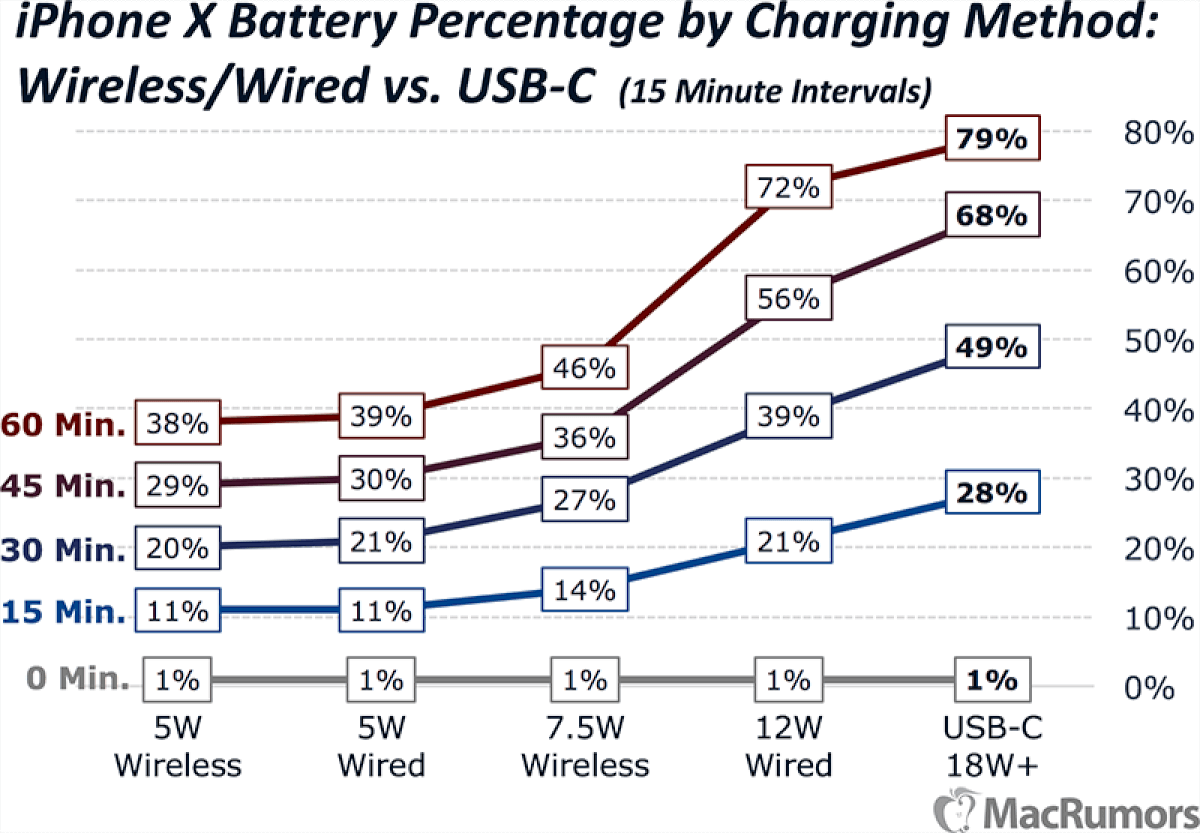 iPhone X Battery Percentage by Charging Method:
Wireless/Wired vs. USB-C (15 Minute Intervals)
80%
79%
72%
70%
68%
60%
56%
50%
49%
60 Min. 38% 39% 46%
40%
39%
45 Min. 29% 30% 36%
30%
28%
30 Min. 20% 21% 27%
20%
21%
15 Min. 11% 11% 14%
10%
0 Min. 1% 1% 1% 1% 1% 0%
5W Wireless
5W Wired
7.5W Wireless
12W Wired
USB-C 18W+
MacRumors